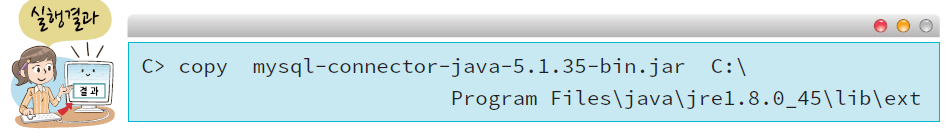 실행결과
결과
C> copy  mysql-connector-java-5.1.35-bin.jar  C:\
Program Files\java\jre1.8.0_45\lib\ext